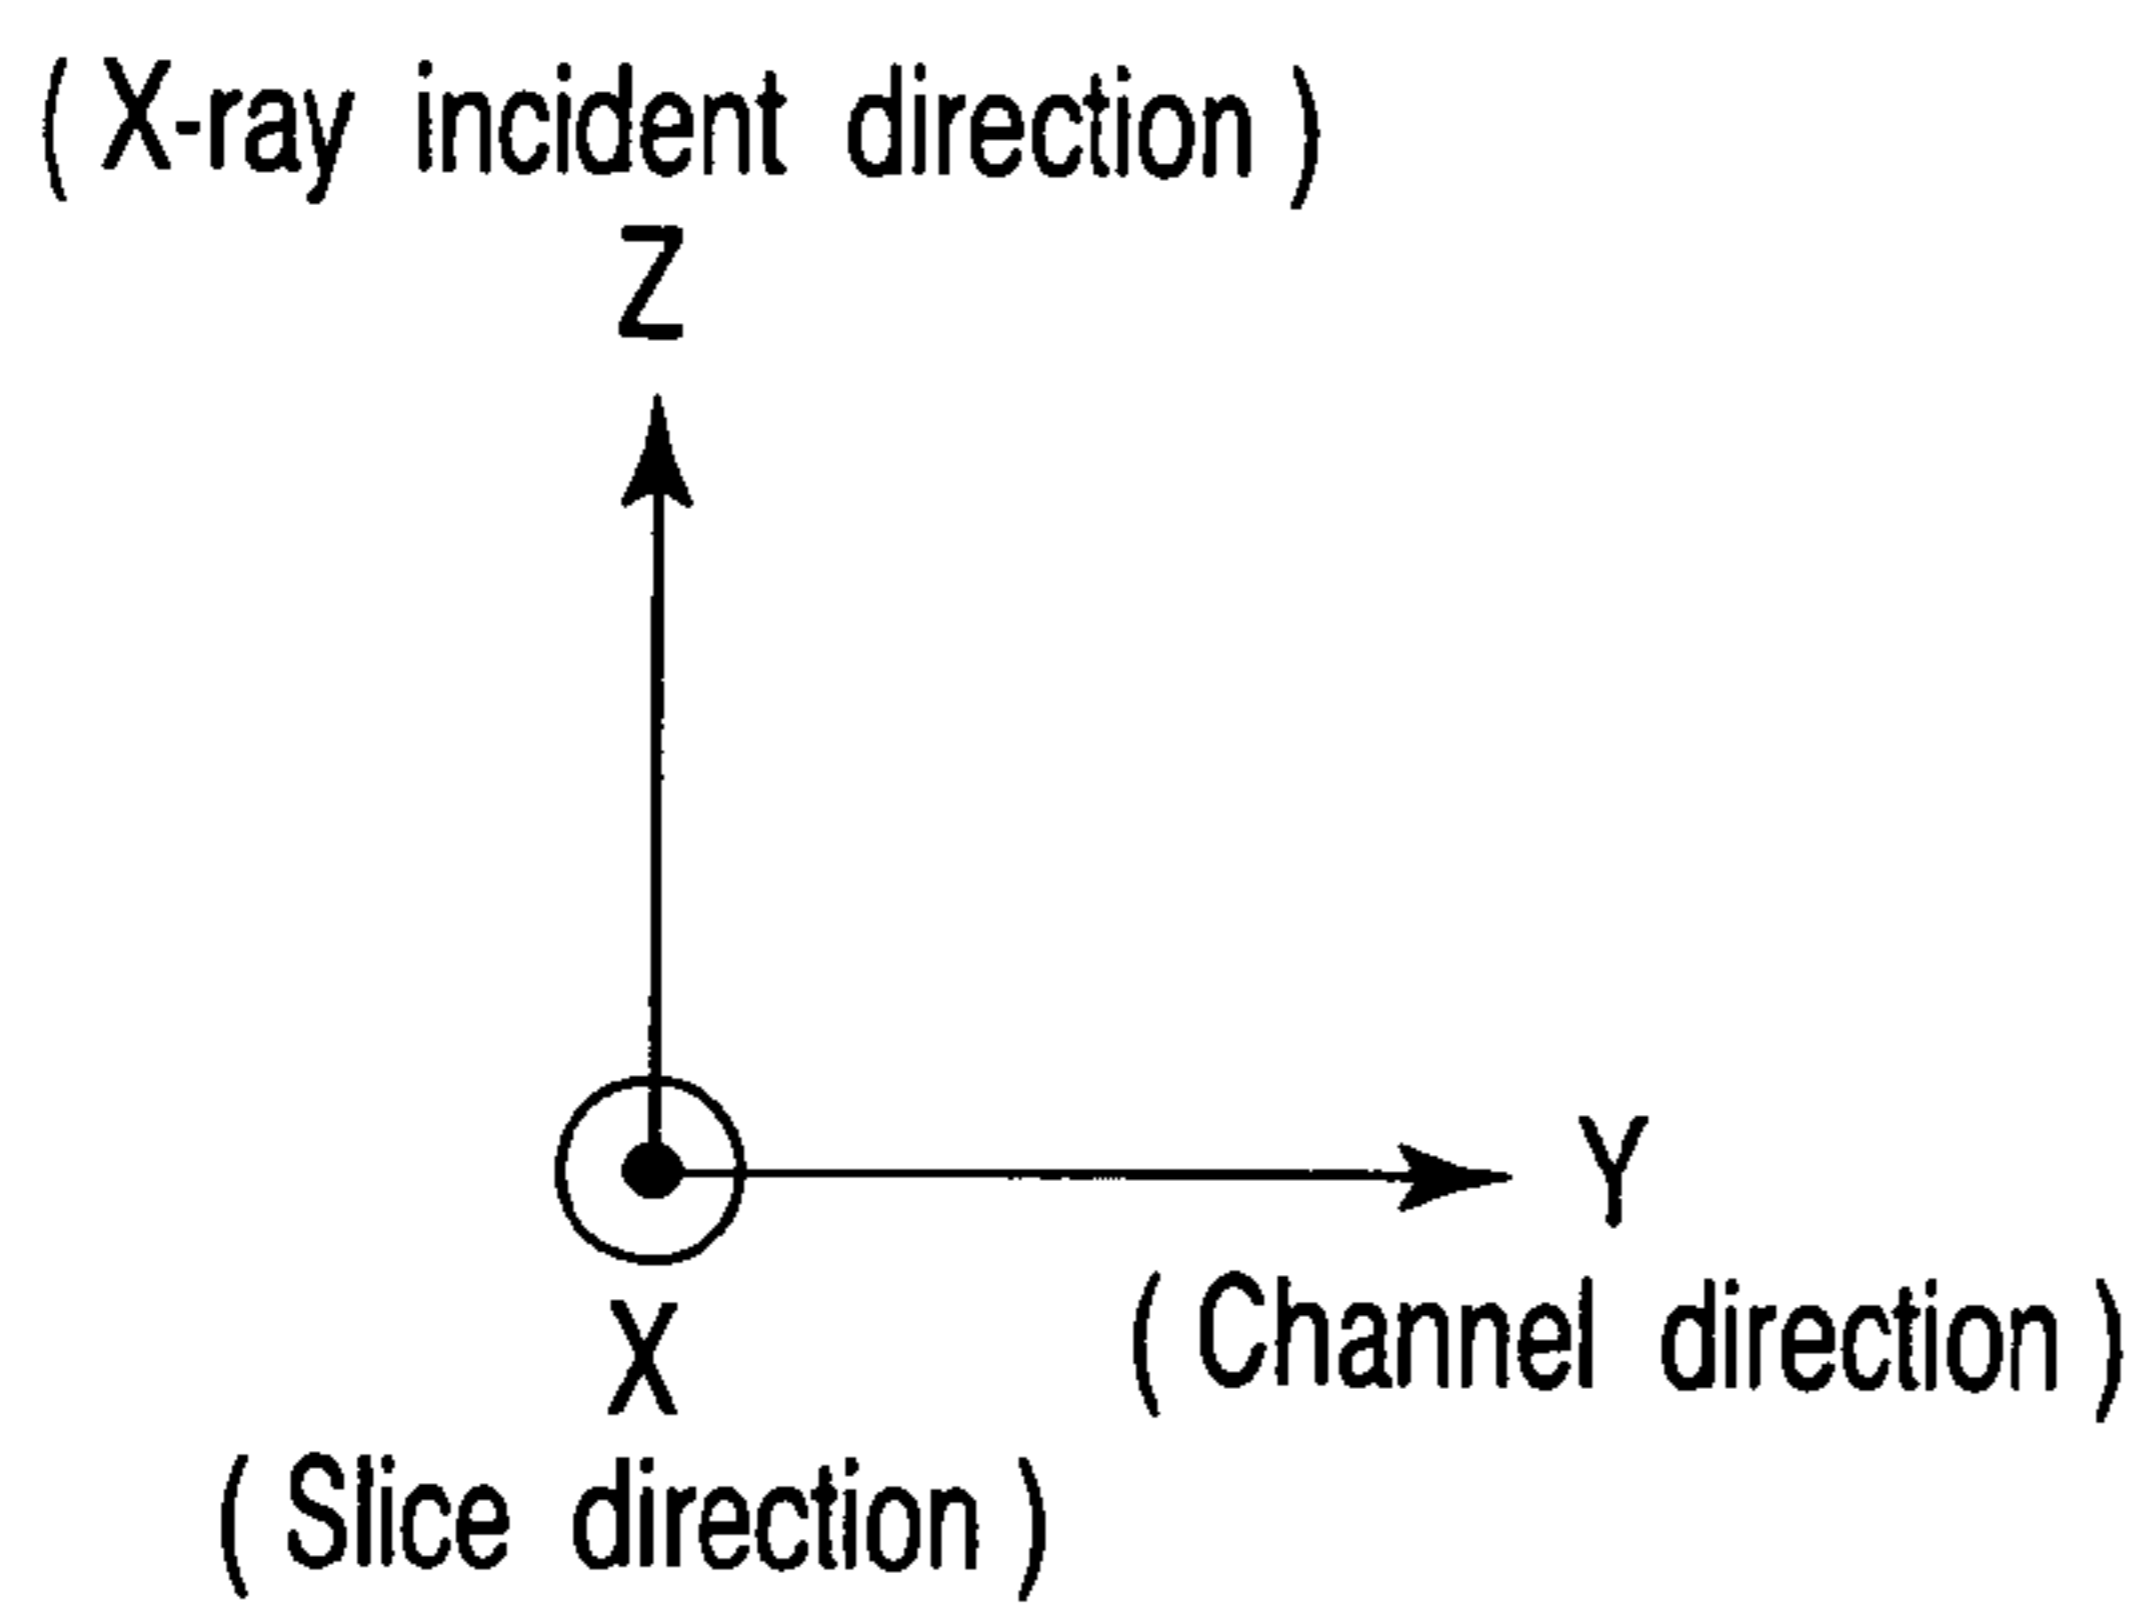 ( X-ray incident direction )
Z
Y
( Channel direction )
X
( Slice direction )